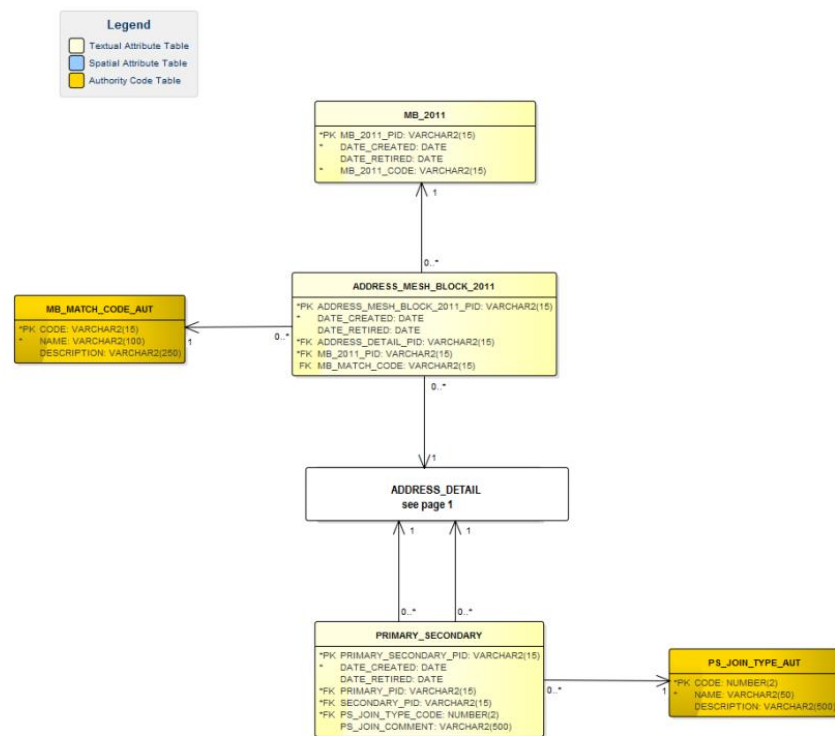 Legend
Textual Attribute Table
Spatial Attribute Table
Authority Code Table
MB_2011
*PK MB_2011_PID: VARCHAR2(15)
* DATE_CREATED: DATE
DATE_RETIRED: DATE
* MB_2011_CODE: VARCHAR2(15)
1
0..*
ADDRESS_MESH_BLOCK_2011
*PK ADDRESS_MESH_BLOCK_2011_PID: VARCHAR2(15)
* DATE_CREATED: DATE
DATE_RETIRED: DATE
*FK ADDRESS_DETAIL_PID: VARCHAR2(15)
*FK MB_2011_PID: VARCHAR2(15)
FK MB_MATCH_CODE: VARCHAR2(15)
MB_MATCH_CODE_AUT
*PK CODE: VARCHAR2(15)
* NAME: VARCHAR2(100)
DESCRIPTION: VARCHAR2(250)
1
0..*
0..*
1
ADDRESS_DETAIL
see page 1
1
1
0..*
0..*
PRIMARY_SECONDARY
*PK PRIMARY_SECONDARY_PID: VARCHAR2(15)
* DATE_CREATED: DATE
DATE_RETIRED: DATE
*FK PRIMARY_PID: VARCHAR2(15)
*FK SECONDARY_PID: VARCHAR2(15)
*FK PS_JOIN_TYPE_CODE: NUMBER(2)
PS_JOIN_COMMENT: VARCHAR2(500)
0..*
1
PS_JOIN_TYPE_AUT
*PK CODE: NUMBER(2)
* NAME: VARCHAR2(50)
DESCRIPTION: VARCHAR2(500)